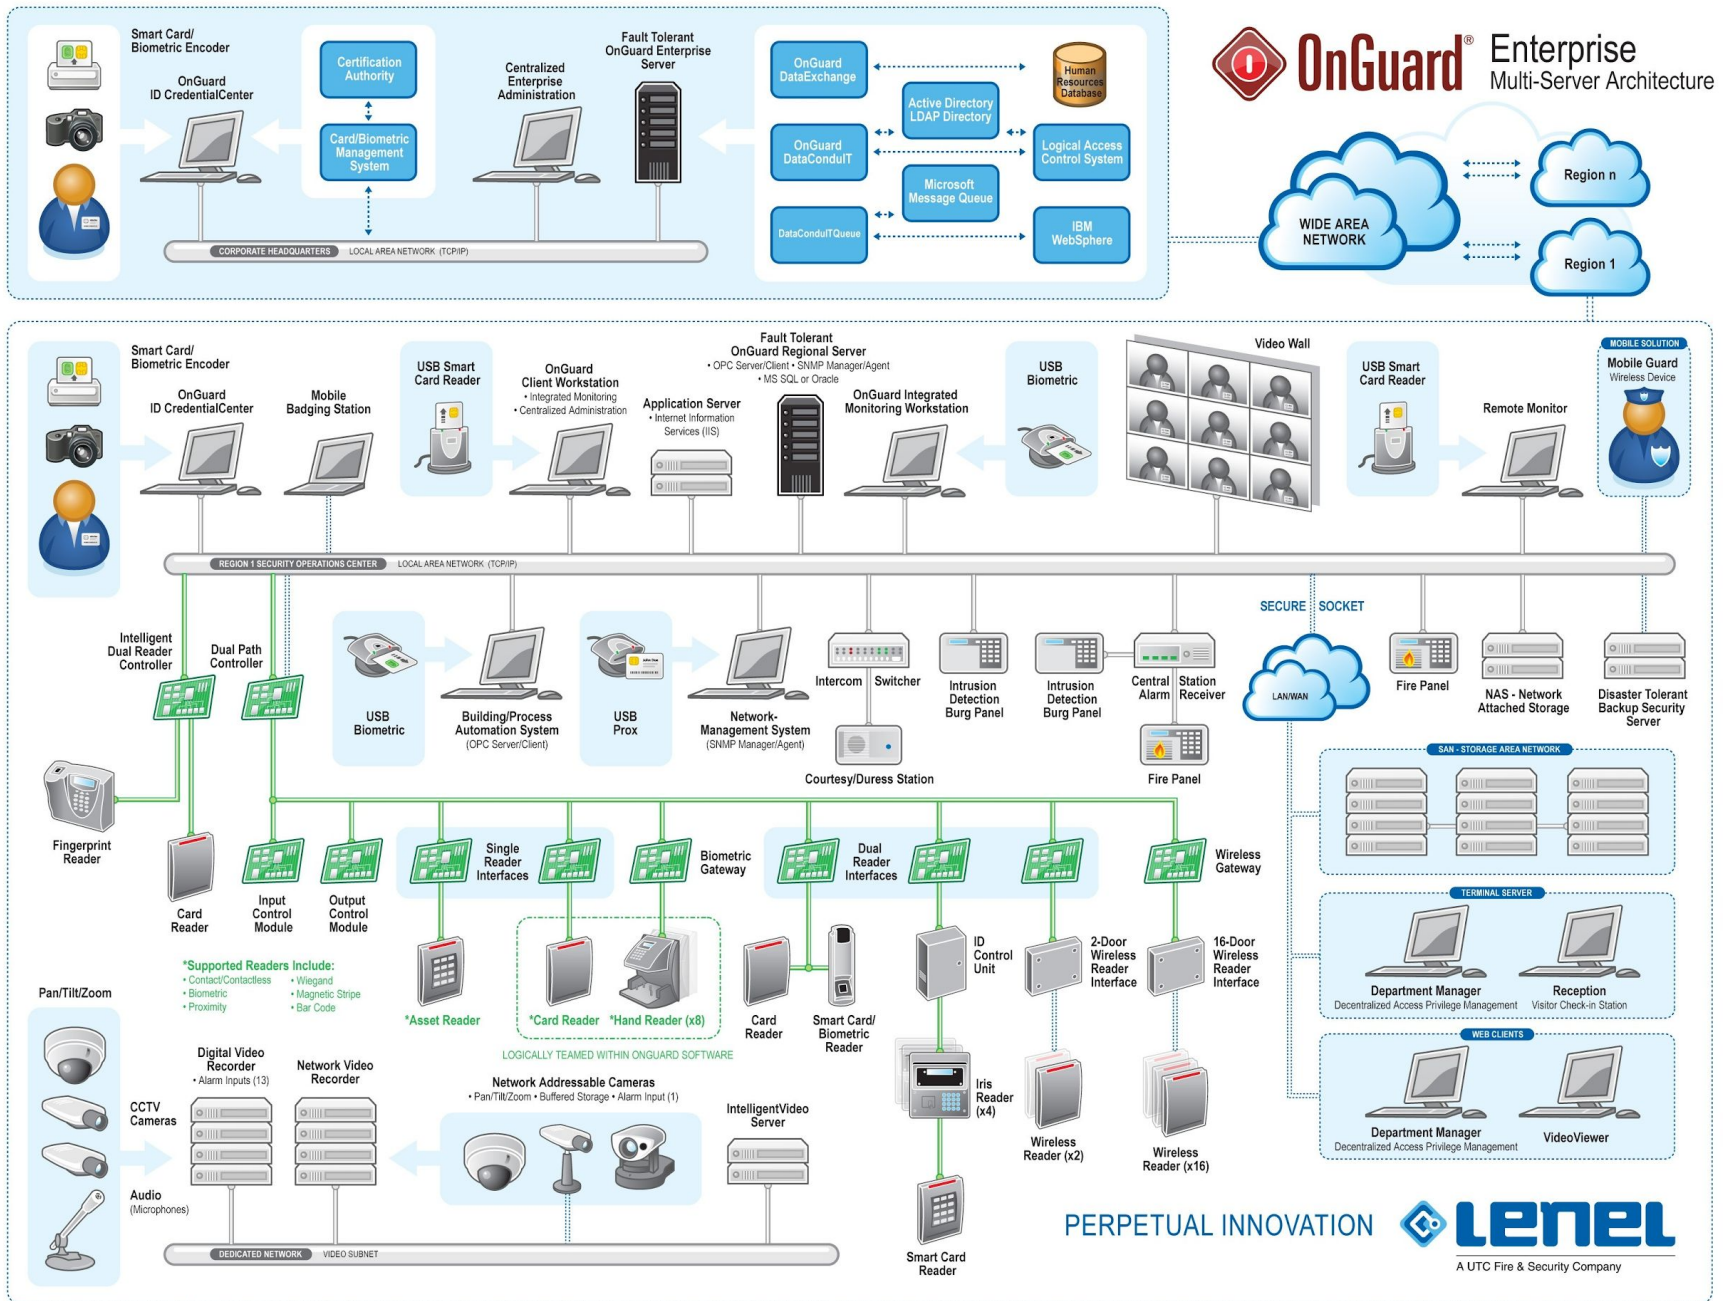 Smart Card/
Biometric Encoder
OnGuard
ID CredentialCenter
Certification
Authority
Card/Biometric
Management
System
Centralized
Enterprise
Administration
Fault Tolerant
OnGuard Enterprise
Server
OnGuard
DataExchange
Human
Resources
Database
Active Directory
LDAP Directory
OnGuard
DataConduIT
Logical Access
Control System
Microsoft
Message Queue
DataConduITQueue
IBM
WebSphere
CORPORATE HEADQUARTERS LOCAL AREA NETWORK (TCP/IP)
OnGuard® Enterprise
Multi-Server Architecture
WIDE AREA
NETWORK
Region n
Region 1
Smart Card/
Biometric Encoder
OnGuard
ID CredentialCenter
Mobile
Badging Station
USB Smart
Card Reader
OnGuard
Client Workstation
• Integrated Monitoring
• Centralized Administration
Application Server
• Internet Information
Services (IIS)
Fault Tolerant
OnGuard Regional Server
• OPC Server/Client • SNMP Manager/Agent
• MS SQL or Oracle
OnGuard Integrated
Monitoring Workstation
USB
Biometric
Video Wall
USB Smart
Card Reader
Remote Monitor
MOBILE SOLUTION
Mobile Guard
Wireless Device
REGION 1 SECURITY OPERATIONS CENTER LOCAL AREA NETWORK (TCP/IP)
Intelligent
Dual Reader
Controller
Dual Path
Controller
USB
Biometric
Building/Process
Automation System
(OPC Server/Client)
USB
Prox
Network-
Management System
(SNMP Manager/Agent)
Intercom Switcher
Courtesy/Duress Station
Intrusion
Detection
Burg Panel
Intrusion
Detection
Burg Panel
Central Station
Alarm Receiver
Fire Panel
SECURE SOCKET
LAN/WAN
Fire Panel
NAS - Network
Attached Storage
Disaster Tolerant
Backup Security
Server
SAN - STORAGE AREA NETWORK
Fingerprint
Reader
Card
Reader
Input
Control
Module
Output
Control
Module
Single
Reader
Interfaces
Biometric
Gateway
Dual
Reader
Interfaces
Wireless
Gateway
TERMINAL SERVER
Department Manager
Decentralized Access Privilege Management
Reception
Visitor Check-in Station
*Supported Readers Include:
• Contact/Contactless
• Biometric
• Proximity
• Wiegand
• Magnetic Stripe
• Bar Code
*Asset Reader
*Card Reader
*Hand Reader (x8)
LOGICALLY TEAMED WITHIN ONGUARD SOFTWARE
Card
Reader
Smart Card/
Biometric
Reader
ID
Control
Unit
2-Door
Wireless
Reader
Interface
16-Door
Wireless
Reader
Interface
WEB CLIENTS
Department Manager
Decentralized Access Privilege Management
VideoViewer
Pan/Tilt/Zoom
CCTV
Cameras
Audio
(Microphones)
Digital Video
Recorder
• Alarm Inputs (13)
Network Video
Recorder
Network Addressable Cameras
• Pan/Tilt/Zoom • Buffered Storage • Alarm Input (1)
IntelligentVideo
Server
Iris
Reader
(x4)
Wireless
Reader (x2)
Wireless
Reader (x16)
Smart Card
Reader
DEDICATED NETWORK VIDEO SUBNET
PERPETUAL INNOVATION
LENEL
A UTC Fire & Security Company